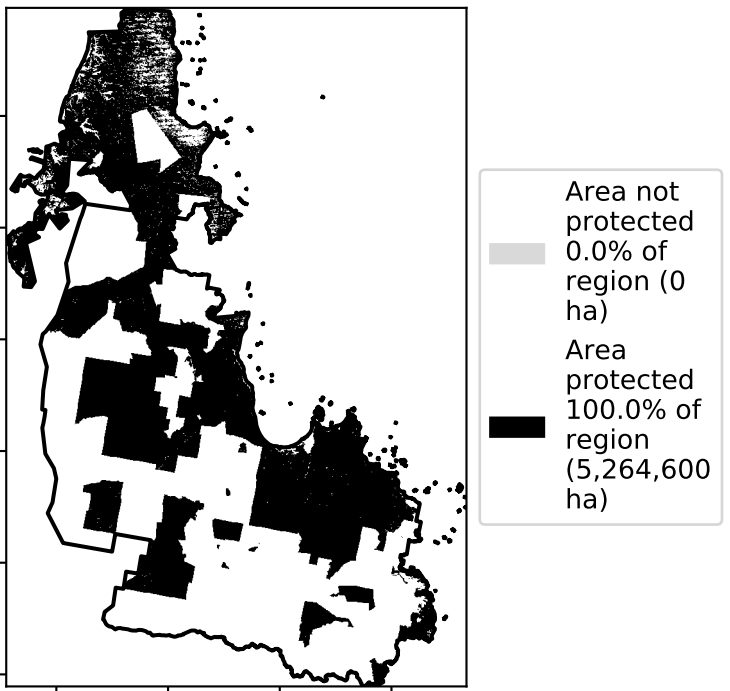 Area not
protected
0.0% of
region (0
ha)
Area
protected
100.0% of
region
(5,264,600
ha)